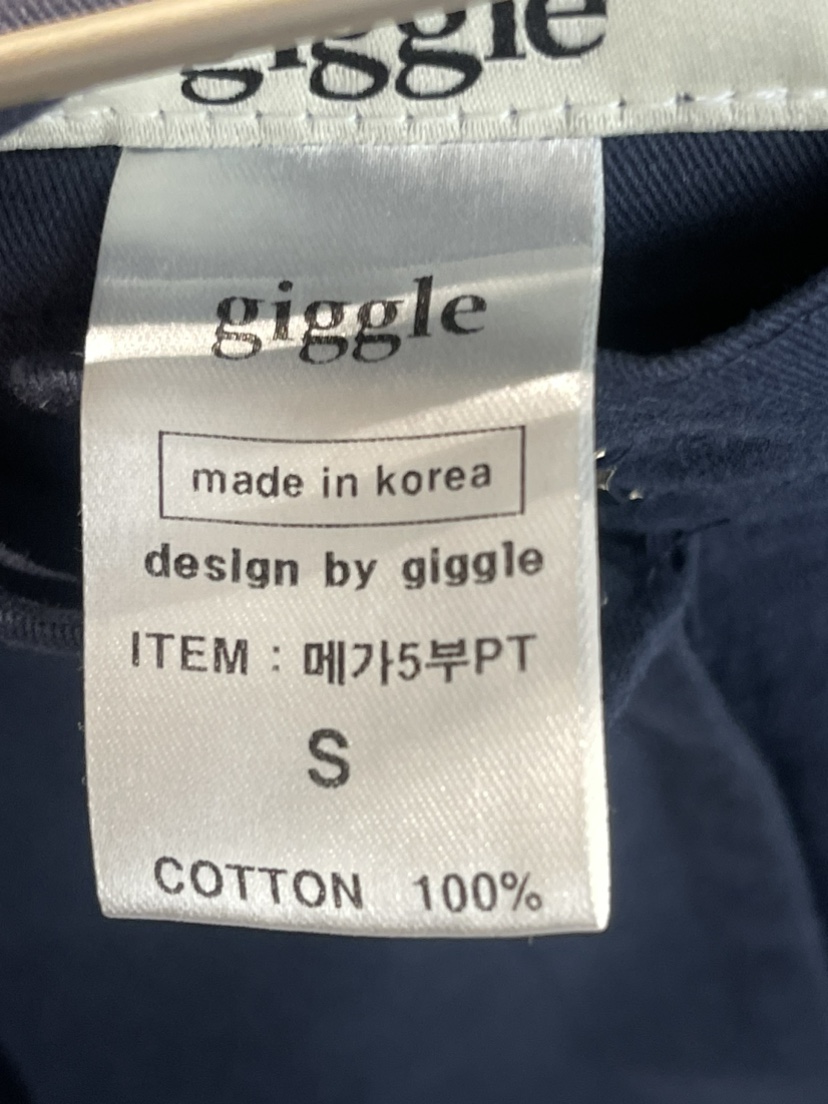 giggle
giggle
made in korea
design by giggle
ITEM : 메가5부PT
S
COTTON 100%